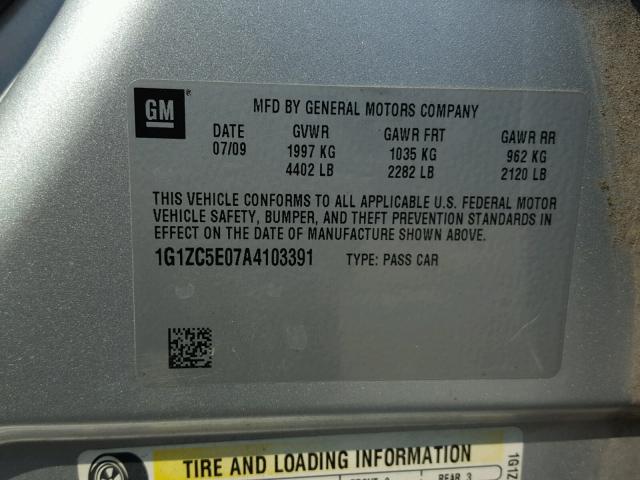 GM
MFD BY GENERAL MOTORS COMPANY
DATE GVWR GAWR FRT GAWR RR
07/09 1997 KG 1035 KG 962 KG
4402 LB 2282 LB 2120 LB
THIS VEHICLE CONFORMS TO ALL APPLICABLE U.S. FEDERAL MOTOR
VEHICLE SAFETY, BUMPER, AND THEFT PREVENTION STANDARDS IN
EFFECT ON THE DATE OF MANUFACTURE SHOWN ABOVE.
1G1ZC5E07A4103391 TYPE: PASS CAR
TIRE AND LOADING INFORMATION
REAR 3
1G1Z